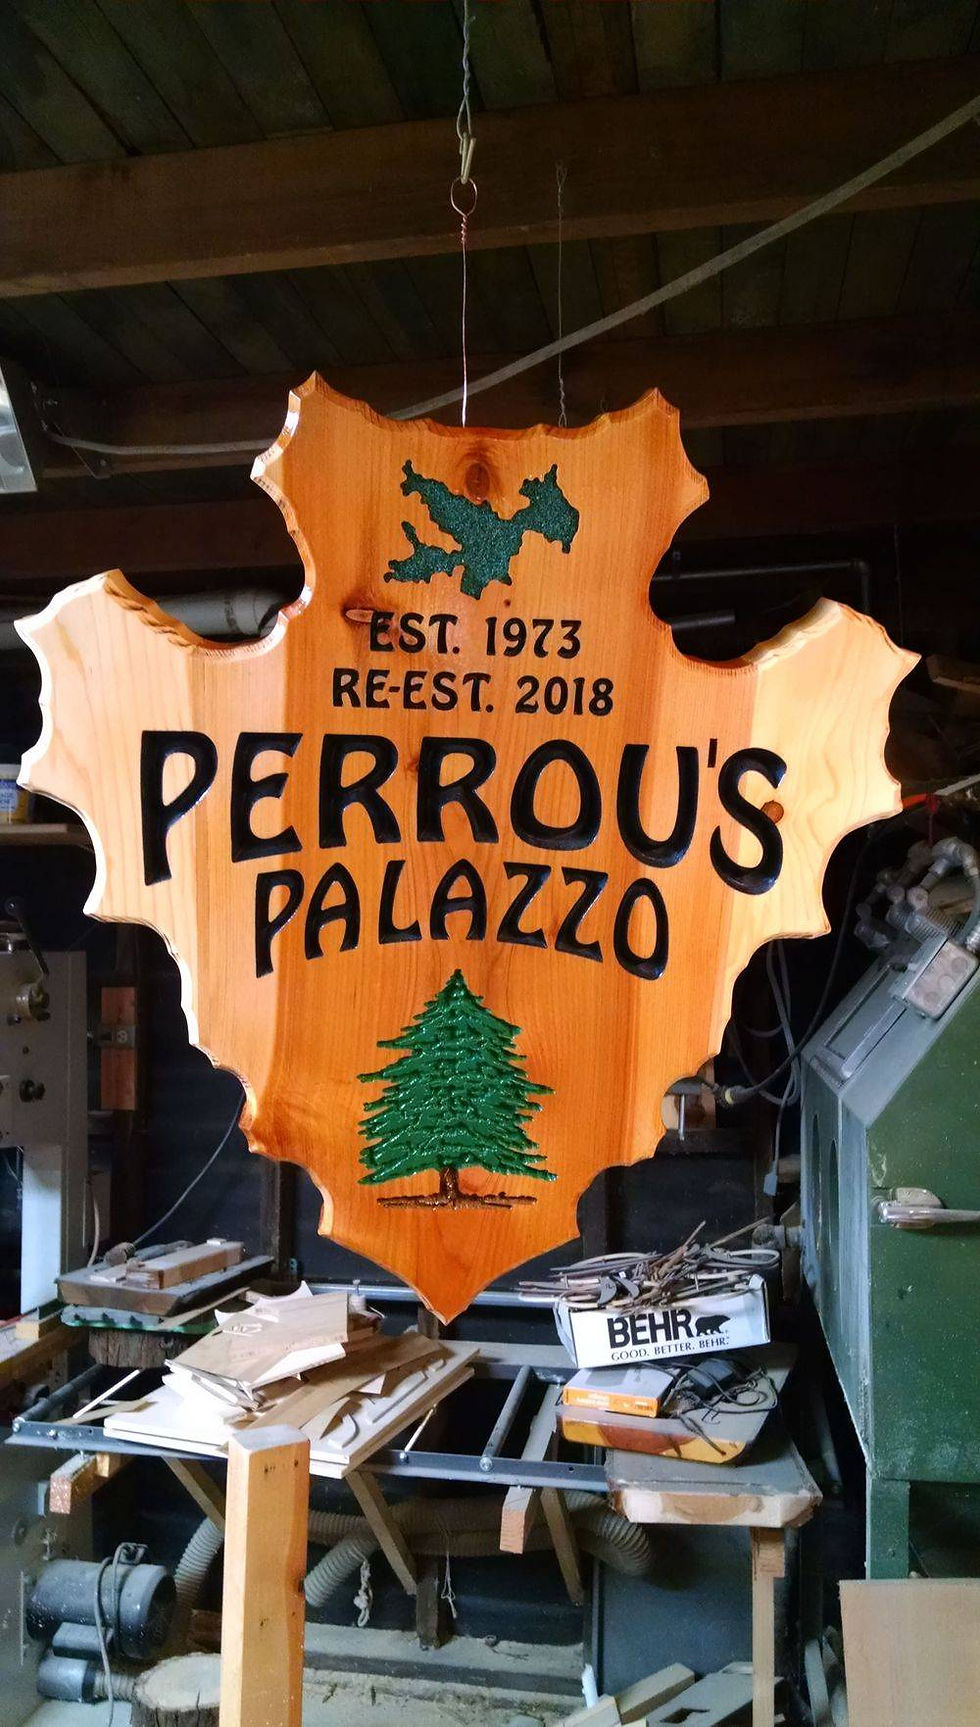 EST. 1973
RE-EST. 2018
PERROU'S
PALAZZO
BEHR
GOOD. BETTER. BEHR.